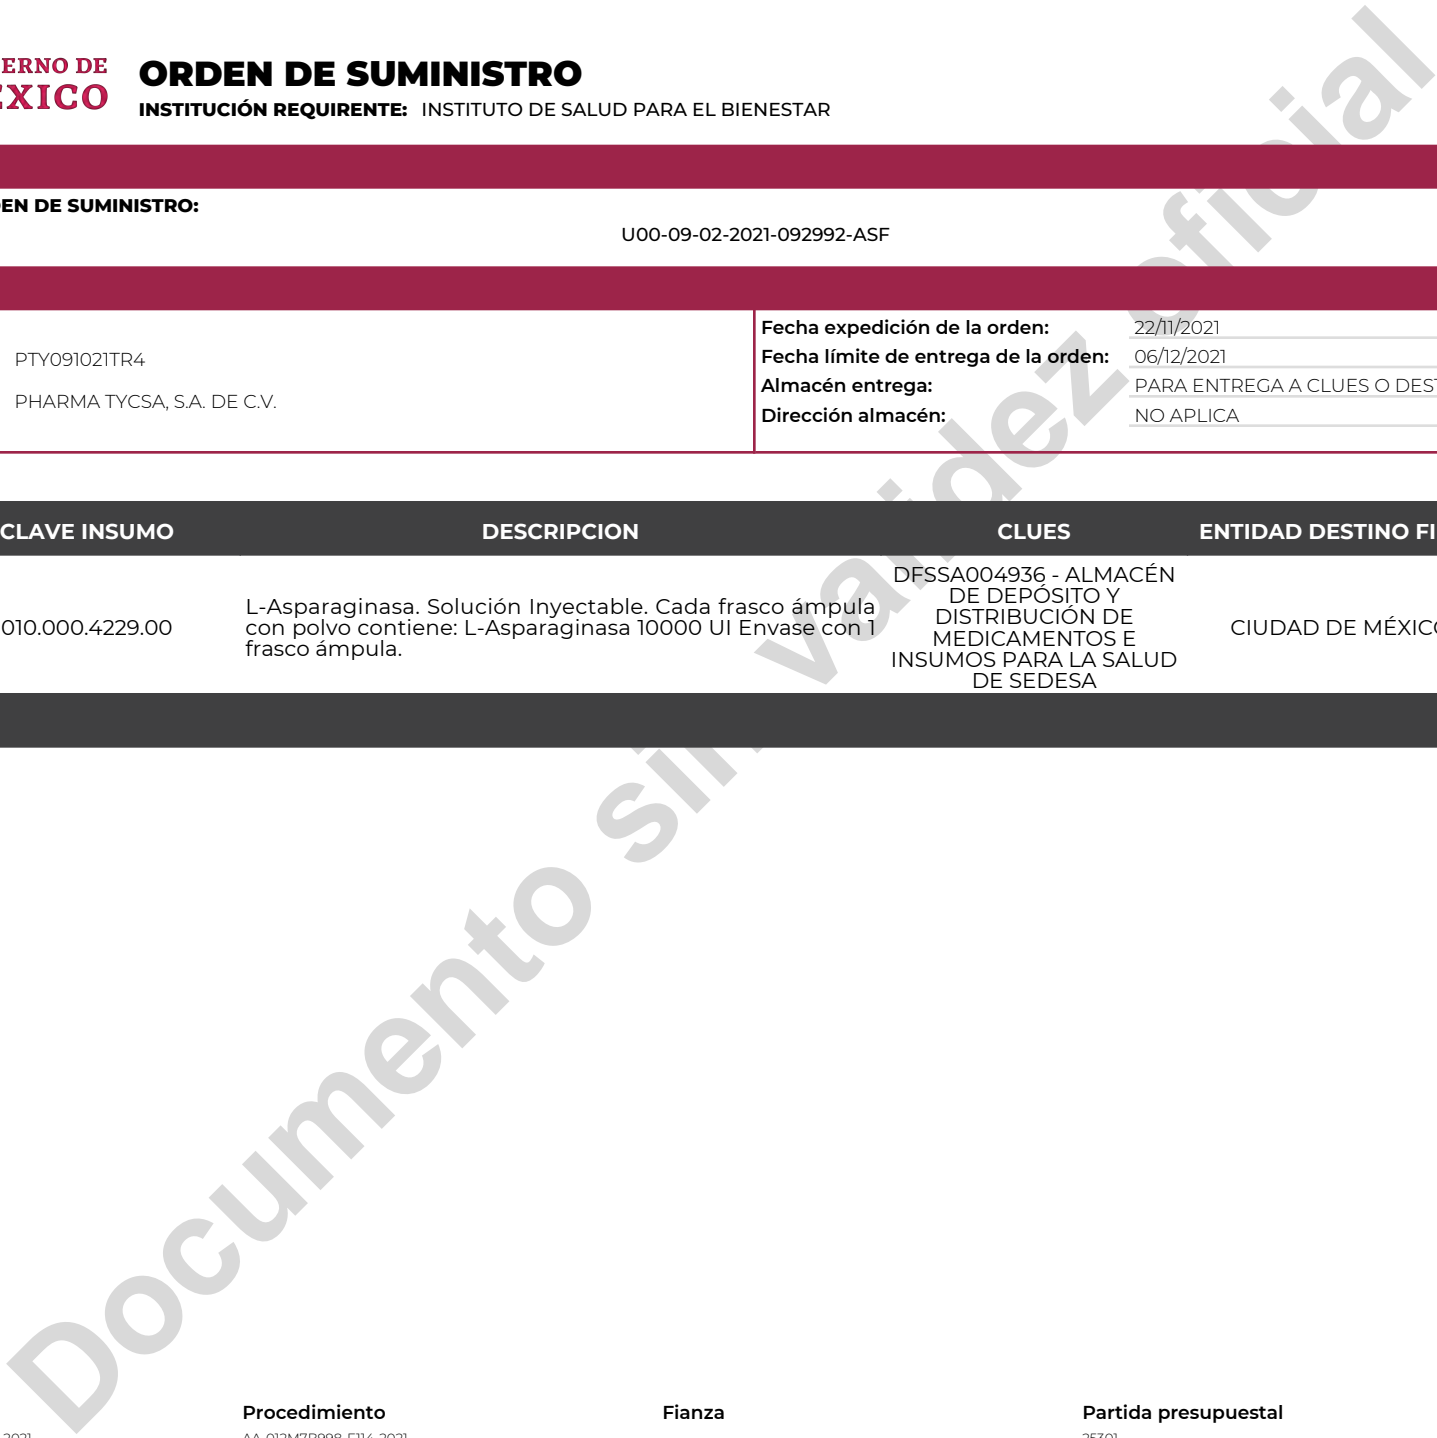 ERNO DE
EXICO
ORDEN DE SUMINISTRO
INSTITUCIÓN REQUIRENTE: INSTITUTO DE SALUD PARA EL BIENESTAR
EN DE SUMINISTRO:
U00-09-02-2021-092992-ASF
PTY091021TR4
PHARMA TYCSA, S.A. DE C.V.
Fecha expedición de la orden: 22/11/2021
Fecha límite de entrega de la orden: 06/12/2021
Almacén entrega: PARA ENTREGA A CLUES O DEST
Dirección almacén: NO APLICA
CLAVE INSUMO DESCRIPCION CLUES ENTIDAD DESTINO FI
010.000.4229.00
L-Asparaginasa. Solución Inyectable. Cada frasco ámpula
con polvo contiene: L-Asparaginasa 10000 UI Envase con 1
frasco ámpula.
DFSSA004936 - ALMACÉN
DE DEPÓSITO Y
DISTRIBUCIÓN DE
MEDICAMENTOS E
INSUMOS PARA LA SALUD
DE SEDESA
CIUDAD DE MÉXICO
Documento sin validez oficial
Procedimiento Fianza Partida presupuestal